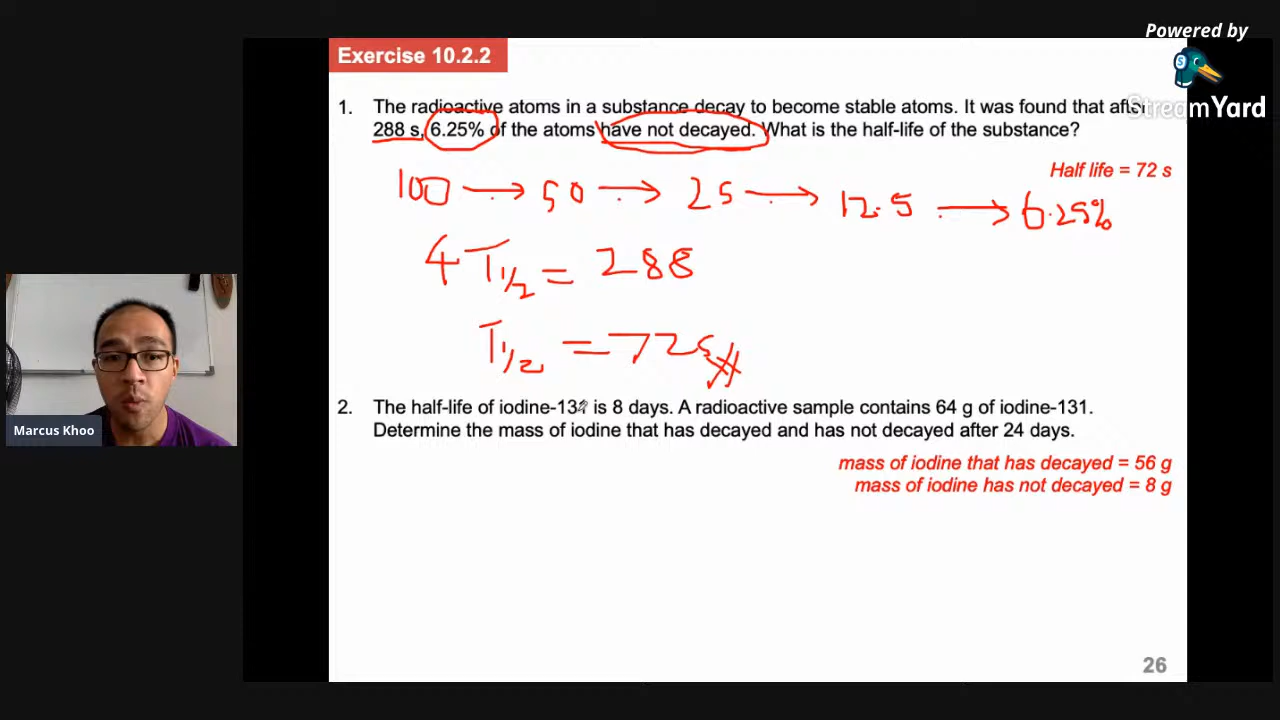 Powered by
StreamYard
Exercise 10.2.2
1. The radioactive atoms in a substance decay to become stable atoms. It was found that after
288 s, 6.25% of the atoms have not decayed. What is the half-life of the substance?
Half life = 72 s
100 → 50 → 25 → 12.5 → 6.25%
4 T1/2 = 288
T1/2 = 72s
2. The half-life of iodine-131 is 8 days. A radioactive sample contains 64 g of iodine-131.
Determine the mass of iodine that has decayed and has not decayed after 24 days.
mass of iodine that has decayed = 56 g
mass of iodine has not decayed = 8 g
Marcus Khoo
26